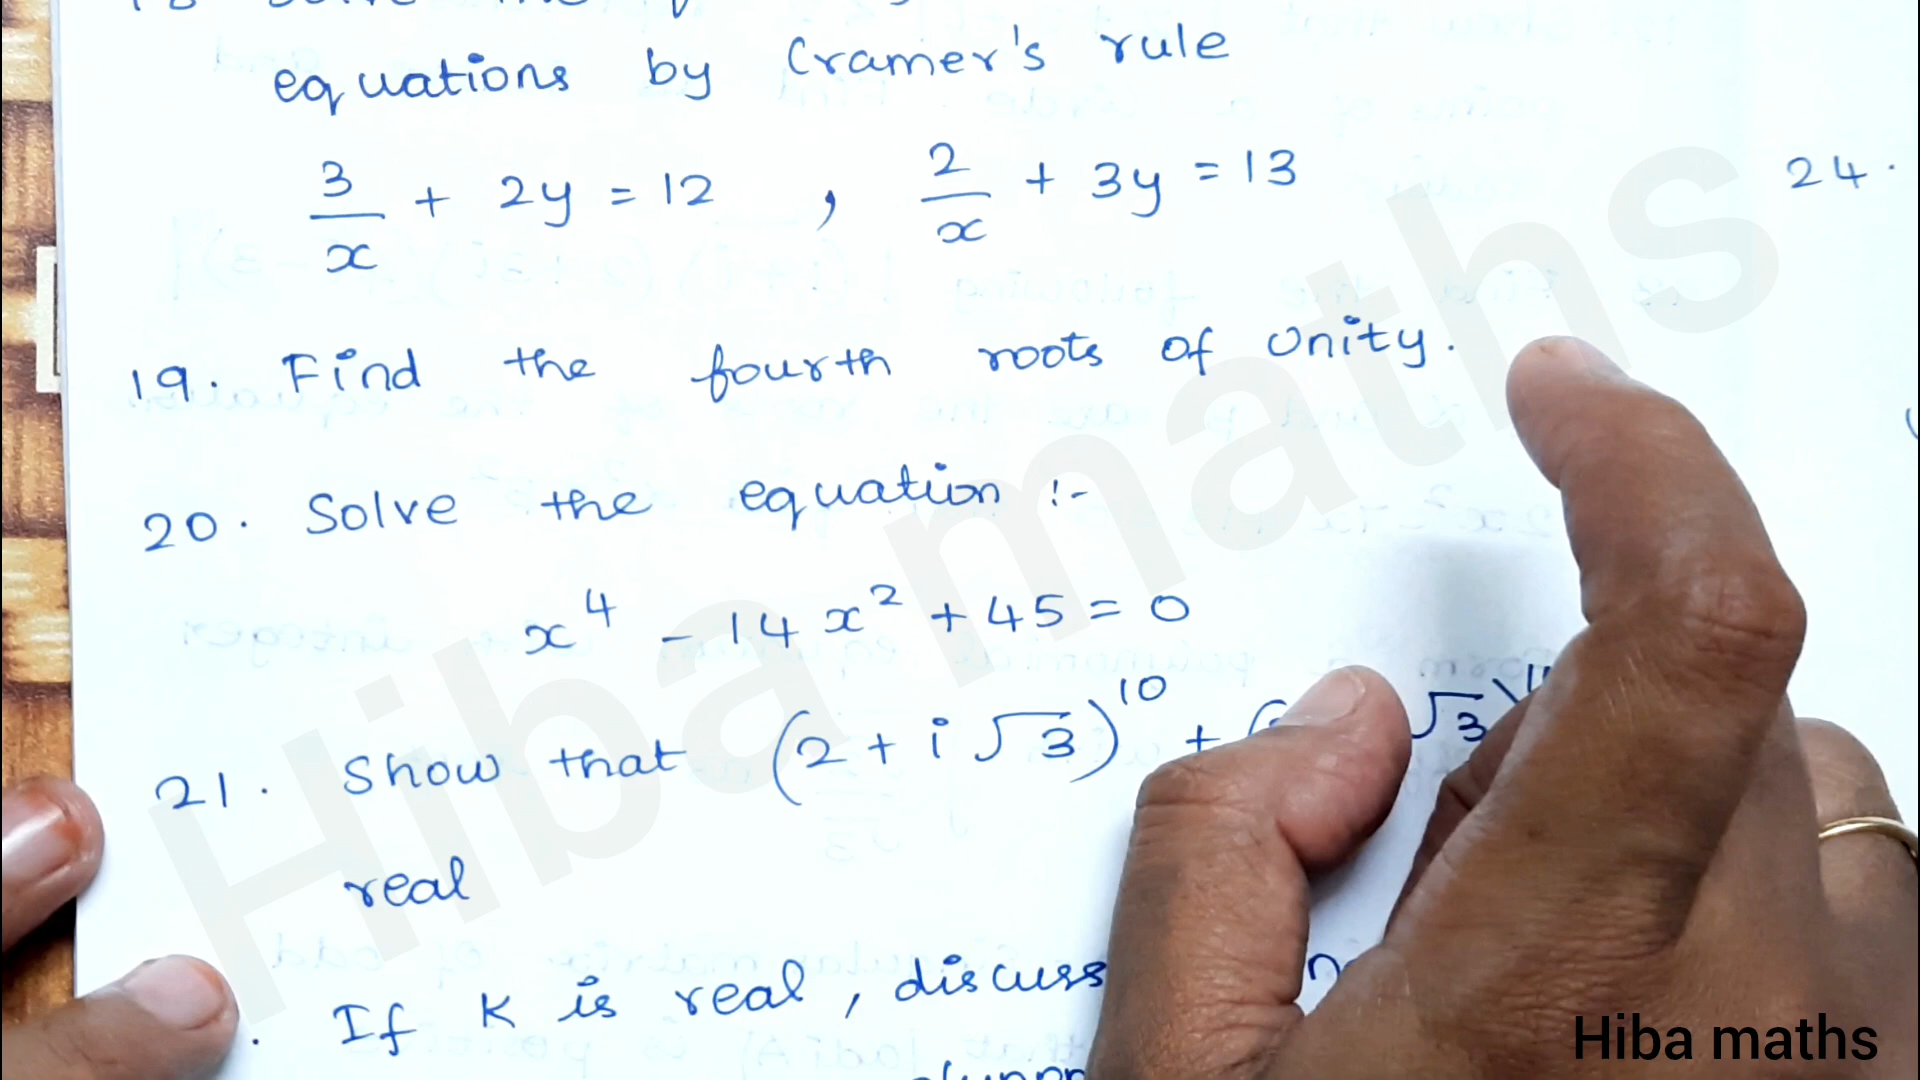 equations by Cramer's rule
3/x + 2y = 12 , 2/x + 3y = 13
24.
19. Find the fourth roots of unity.
20. Solve the equation :-
x⁴ - 14x² + 45 = 0
21. Show that (2 + i√3)¹⁰ + ( √3
real
If K is real, discuss
Hiba maths
Hiba maths